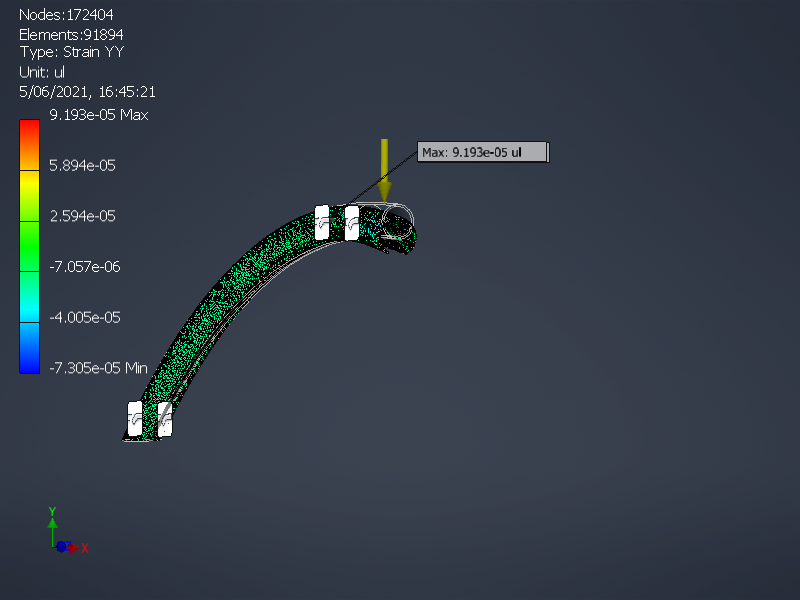 Nodes:172404
Elements:91894
Type: Strain YY
Unit: ul
5/06/2021, 16:45:21
9.193e-05 Max
5.894e-05
2.594e-05
-7.057e-06
-4.005e-05
-7.305e-05 Min
Max: 9.193e-05 ul
Y
X